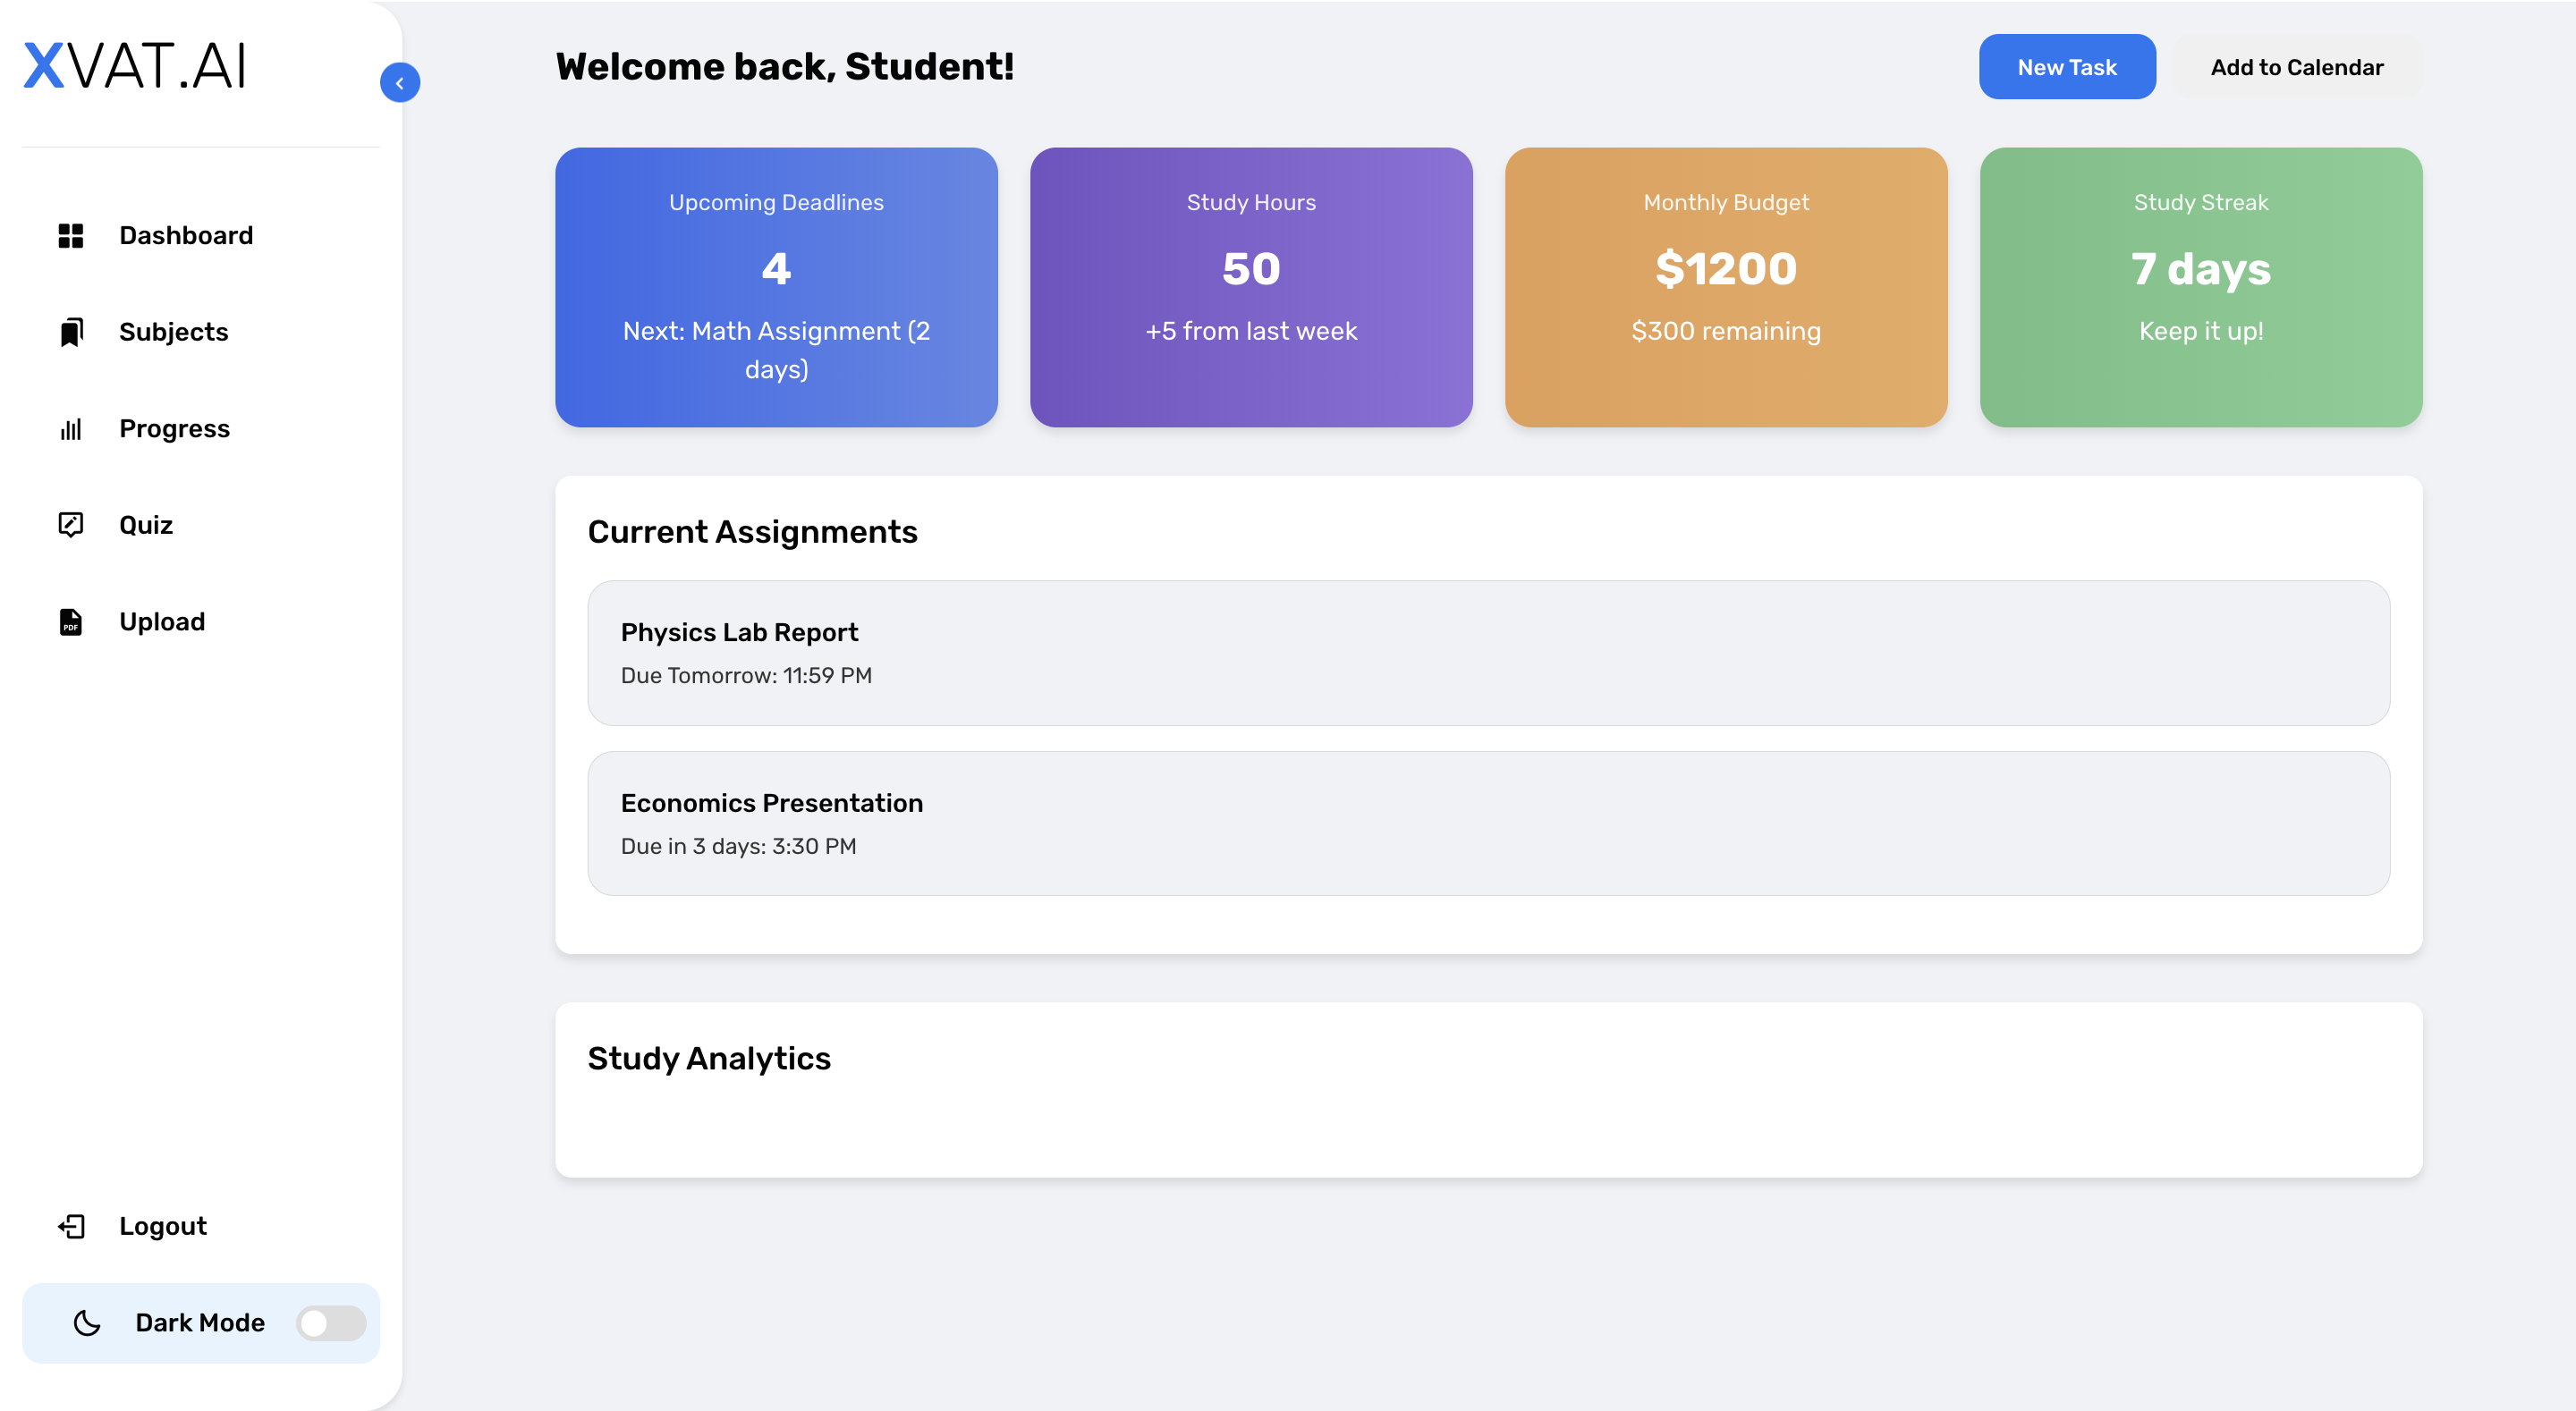 XVAT.AI
Dashboard
Subjects
Progress
Quiz
Upload
Logout
Dark Mode
Welcome back, Student!
New Task
Add to Calendar
Upcoming Deadlines
4
Next: Math Assignment (2
days)
Study Hours
50
+5 from last week
Monthly Budget
$1200
$300 remaining
Study Streak
7 days
Keep it up!
Current Assignments
Physics Lab Report
Due Tomorrow: 11:59 PM
Economics Presentation
Due in 3 days: 3:30 PM
Study Analytics
PDF